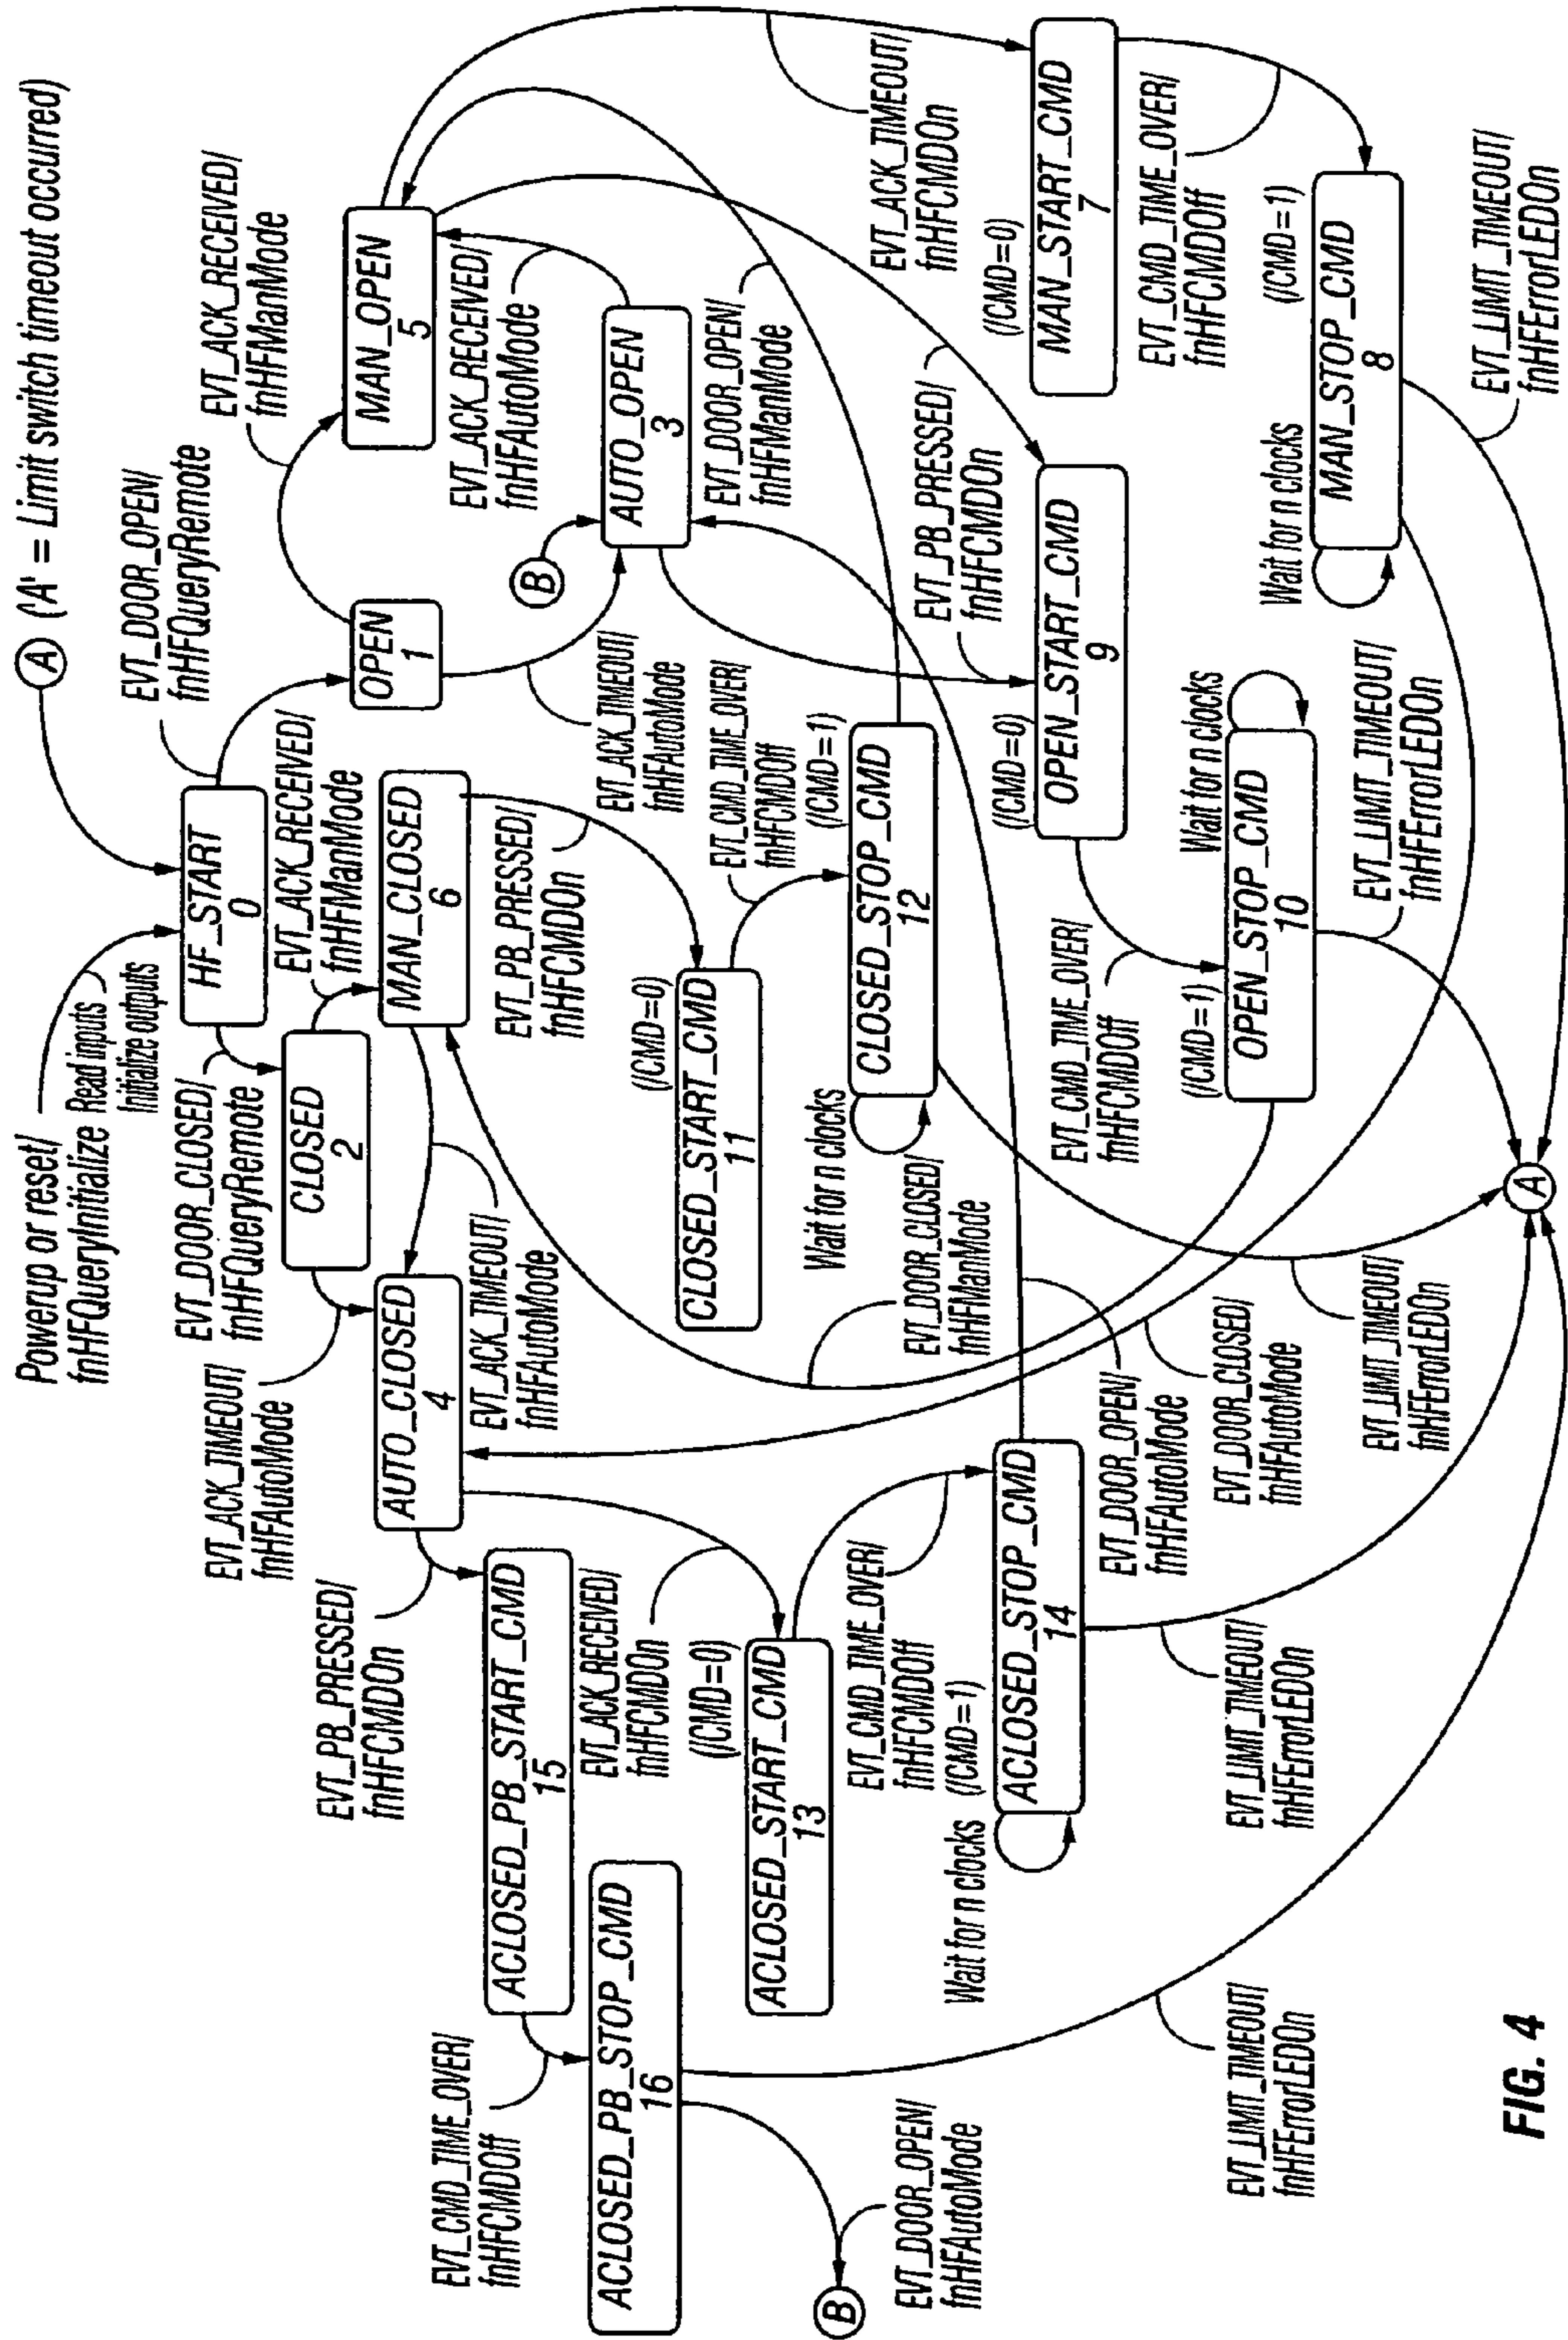 Powerup or reset/
fnHFQueryInitialize
Read inputs
Initialize outputs
A
('A' = Limit switch timeout occurred)
HF_START
0
EVT_DOOR_OPEN/
fnHFQueryRemote
EVT_DOOR_CLOSED/
fnHFQueryRemote
CLOSED
2
EVT_ACK_RECEIVED/
fnHFManMode
OPEN
1
EVT_ACK_RECEIVED/
fnHFManMode
EVT_ACK_TIMEOUT/
fnHFAutoMode
AUTO_CLOSED
4
MAN_CLOSED
6
MAN_OPEN
5
EVT_ACK_TIMEOUT/
fnHFAutoMode
EVT_PB_PRESSED/
fnHFCMDOn
EVT_ACK_TIMEOUT/
fnHFAutoMode
B
EVT_ACK_RECEIVED/
fnHFAutoMode
AUTO_OPEN
3
EVT_PB_PRESSED/
fnHFCMDOn
ACLOSED_PB_START_CMD
15
EVT_CMD_TIME_OVER/
fnHFCMDOff
ACLOSED_PB_STOP_CMD
16
EVT_ACK_RECEIVED/
fnHFCMDOn
(/CMD=0)
ACLOSED_START_CMD
13
(/CMD=0)
CLOSED_START_CMD
11
EVT_CMD_TIME_OVER/
fnHFCMDOff
(/CMD=1)
CLOSED_STOP_CMD
12
Wait for n clocks
EVT_DOOR_OPEN/
fnHFManMode
EVT_ACK_TIMEOUT/
fnHFCMDOn
EVT_PB_PRESSED/
fnHFCMDOn
(/CMD=0)
MAN_START_CMD
7
(/CMD=0)
OPEN_START_CMD
9
EVT_CMD_TIME_OVER/
fnHFCMDOff
EVT_CMD_TIME_OVER/
fnHFCMDOff
(/CMD=1)
ACLOSED_STOP_CMD
14
Wait for n clocks
B
EVT_DOOR_OPEN/
fnHFAutoMode
EVT_DOOR_CLOSED/
fnHFManMode
EVT_CMD_TIME_OVER/
fnHFCMDOff
EVT_DOOR_OPEN/
fnHFAutoMode
EVT_DOOR_CLOSED/
fnHFAutoMode
(/CMD=1)
OPEN_STOP_CMD
10
Wait for n clocks
(/CMD=1)
MAN_STOP_CMD
8
Wait for n clocks
EVT_LIMIT_TIMEOUT/
fnHFErrorLEDOn
EVT_LIMIT_TIMEOUT/
fnHFErrorLEDOn
EVT_LIMIT_TIMEOUT/
fnHFErrorLEDOn
EVT_LIMIT_TIMEOUT/
fnHFErrorLEDOn
EVT_LIMIT_TIMEOUT/
fnHFErrorLEDOn
A
FIG. 4